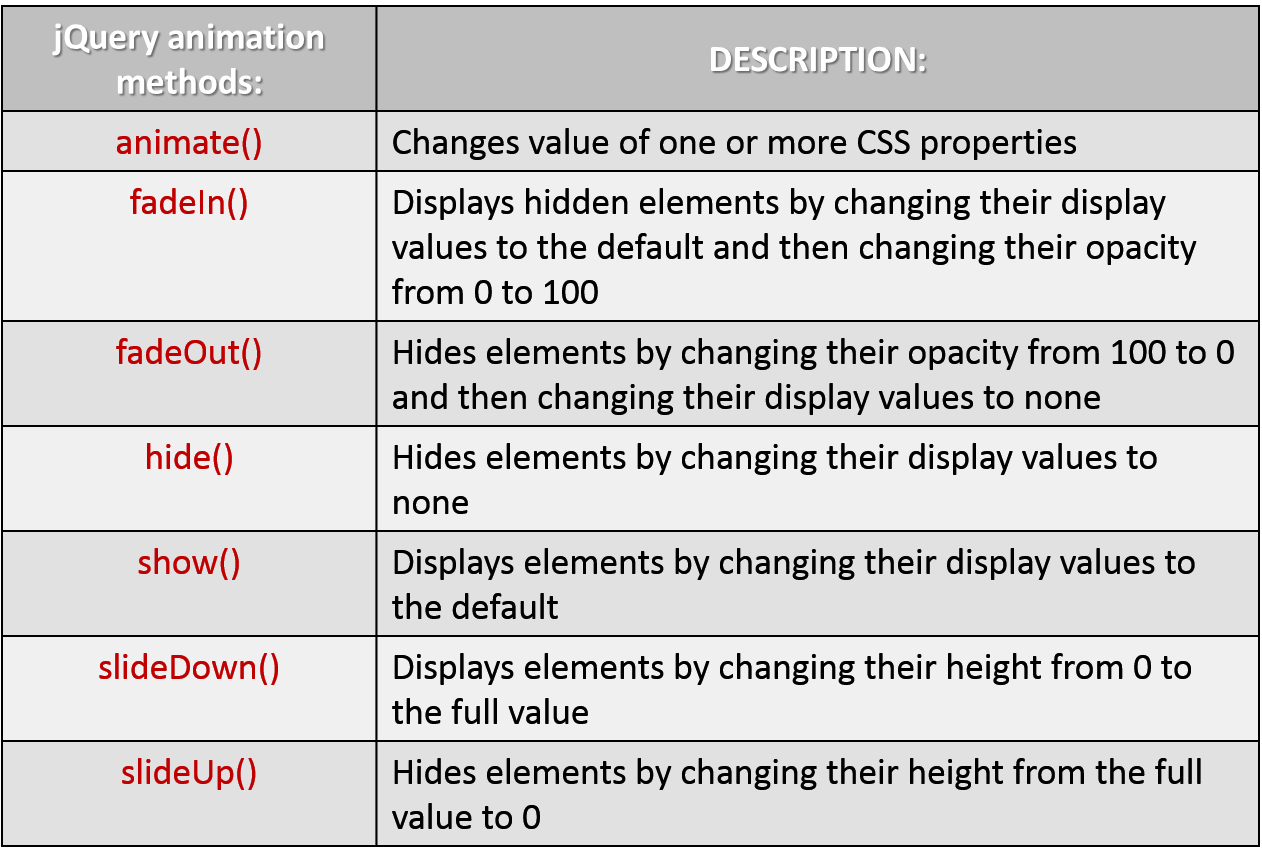 jQuery animation
methods:
DESCRIPTION:
animate()
Changes value of one or more CSS properties
fadeIn()
Displays hidden elements by changing their display
values to the default and then changing their opacity
from 0 to 100
fadeOut()
Hides elements by changing their opacity from 100 to 0
and then changing their display values to none
hide()
Hides elements by changing their display values to
none
show()
Displays elements by changing their display values to
the default
slideDown()
Displays elements by changing their height from 0 to
the full value
slideUp()
Hides elements by changing their height from the full
value to 0